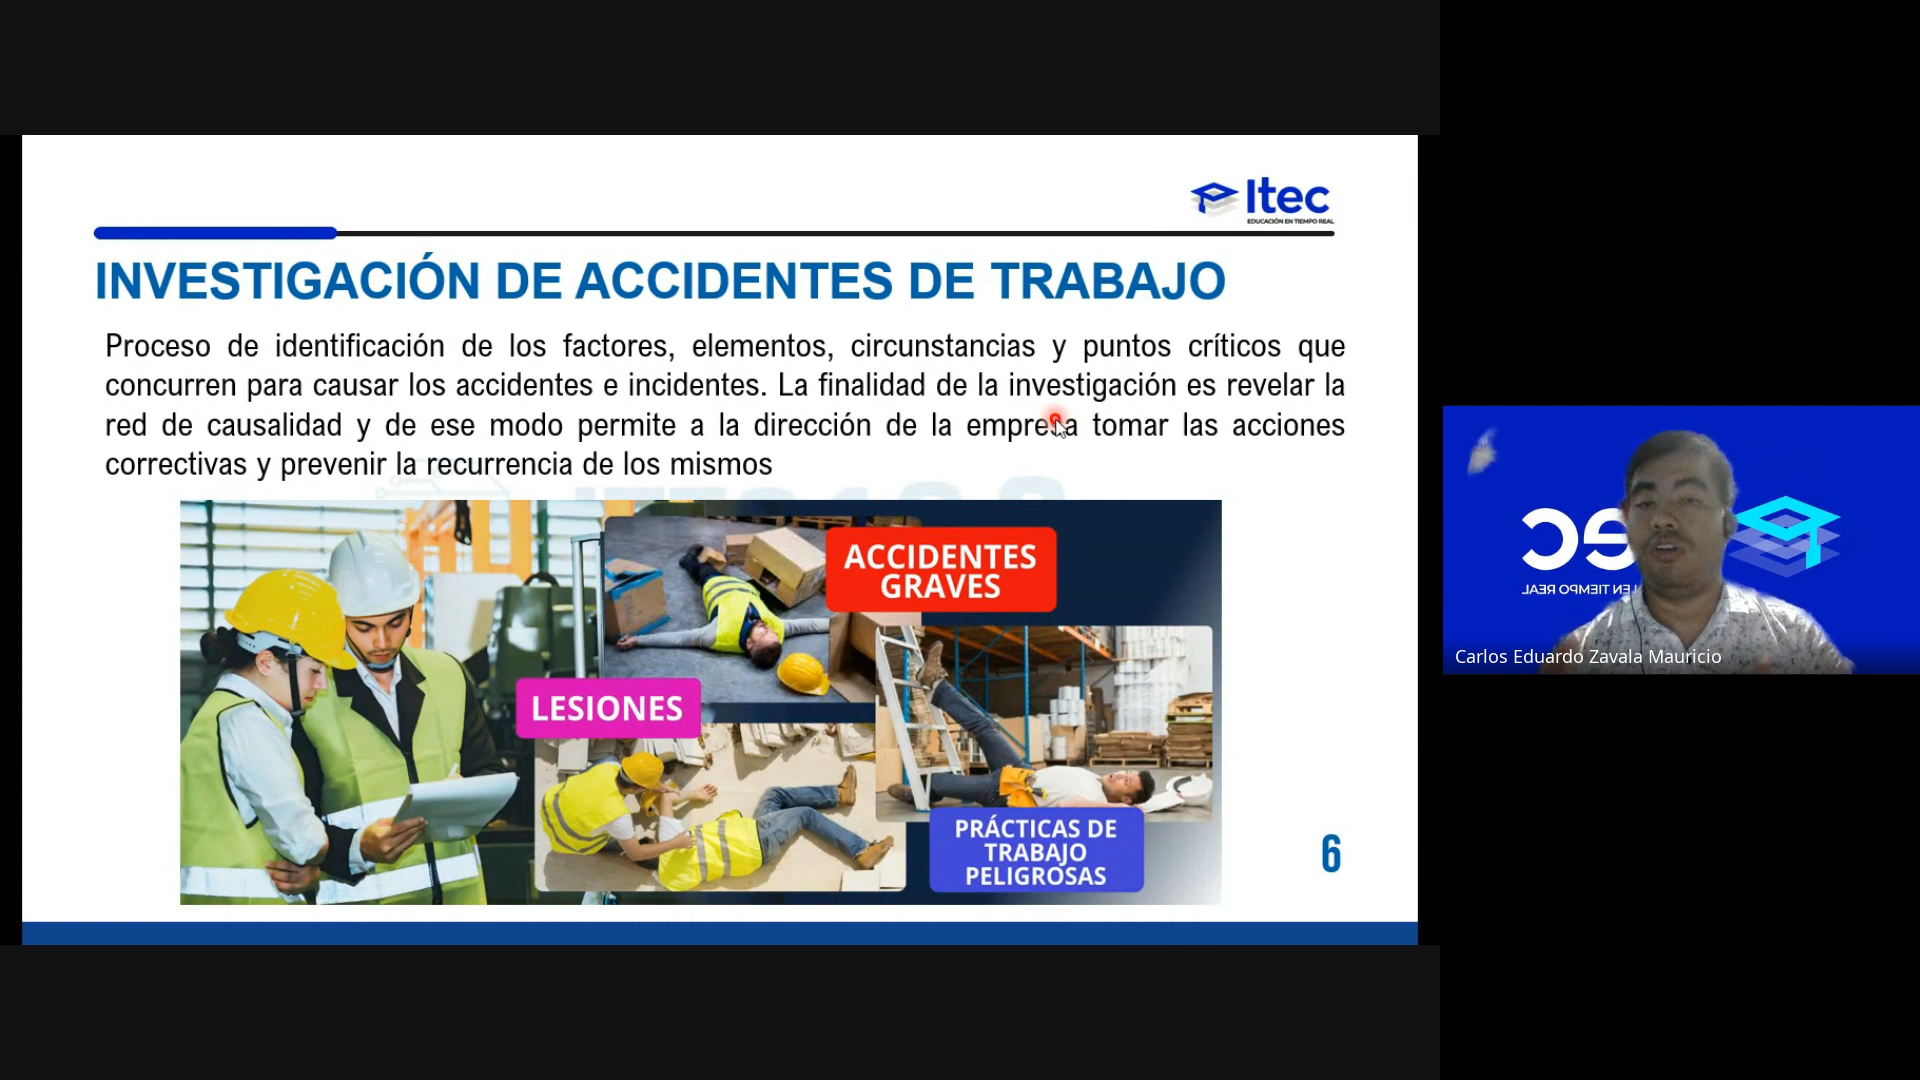 Itec
EDUCACIÓN EN TIEMPO REAL
INVESTIGACIÓN DE ACCIDENTES DE TRABAJO
Proceso de identificación de los factores, elementos, circunstancias y puntos críticos que
concurren para causar los accidentes e incidentes. La finalidad de la investigación es revelar la
red de causalidad y de ese modo permite a la dirección de la empresa tomar las acciones
correctivas y prevenir la recurrencia de los mismos
ACCIDENTES
GRAVES
LESIONES
PRÁCTICAS DE
TRABAJO
PELIGROSAS
6
EN TIEMPO REAL
Carlos Eduardo Zavala Mauricio